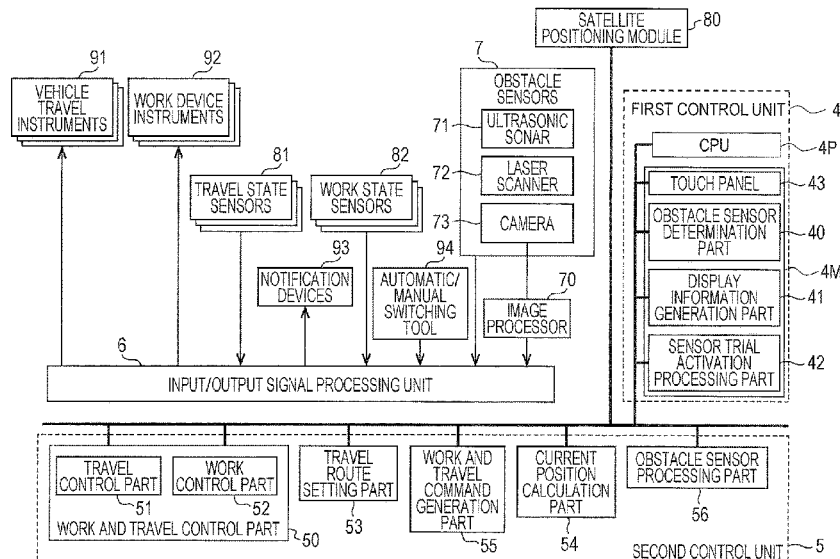 SATELLITE
POSITIONING MODULE
80
91
VEHICLE
TRAVEL
INSTRUMENTS
92
WORK DEVICE
INSTRUMENTS
7
OBSTACLE
SENSORS
71
ULTRASONIC
SONAR
72
LASER
SCANNER
73
CAMERA
FIRST CONTROL UNIT
4
CPU
4P
TOUCH PANEL
43
OBSTACLE SENSOR
DETERMINATION
PART
40
4M
DISPLAY
INFORMATION
GENERATION PART
41
SENSOR TRIAL
ACTIVATION PROCESSING
PART
42
81
TRAVEL STATE
SENSORS
82
WORK STATE
SENSORS
93
NOTIFICATION
DEVICES
94
AUTOMATIC/
MANUAL
SWITCHING
TOOL
70
IMAGE
PROCESSOR
6
INPUT/OUTPUT SIGNAL PROCESSING UNIT
TRAVEL
CONTROL PART
51
WORK
CONTROL PART
52
WORK AND TRAVEL CONTROL PART
50
TRAVEL
ROUTE
SETTING PART
53
WORK AND
TRAVEL
COMMAND
GENERATION
PART
55
CURRENT
POSITION
CALCULATION
PART
54
OBSTACLE SENSOR
PROCESSING PART
56
SECOND CONTROL UNIT
5